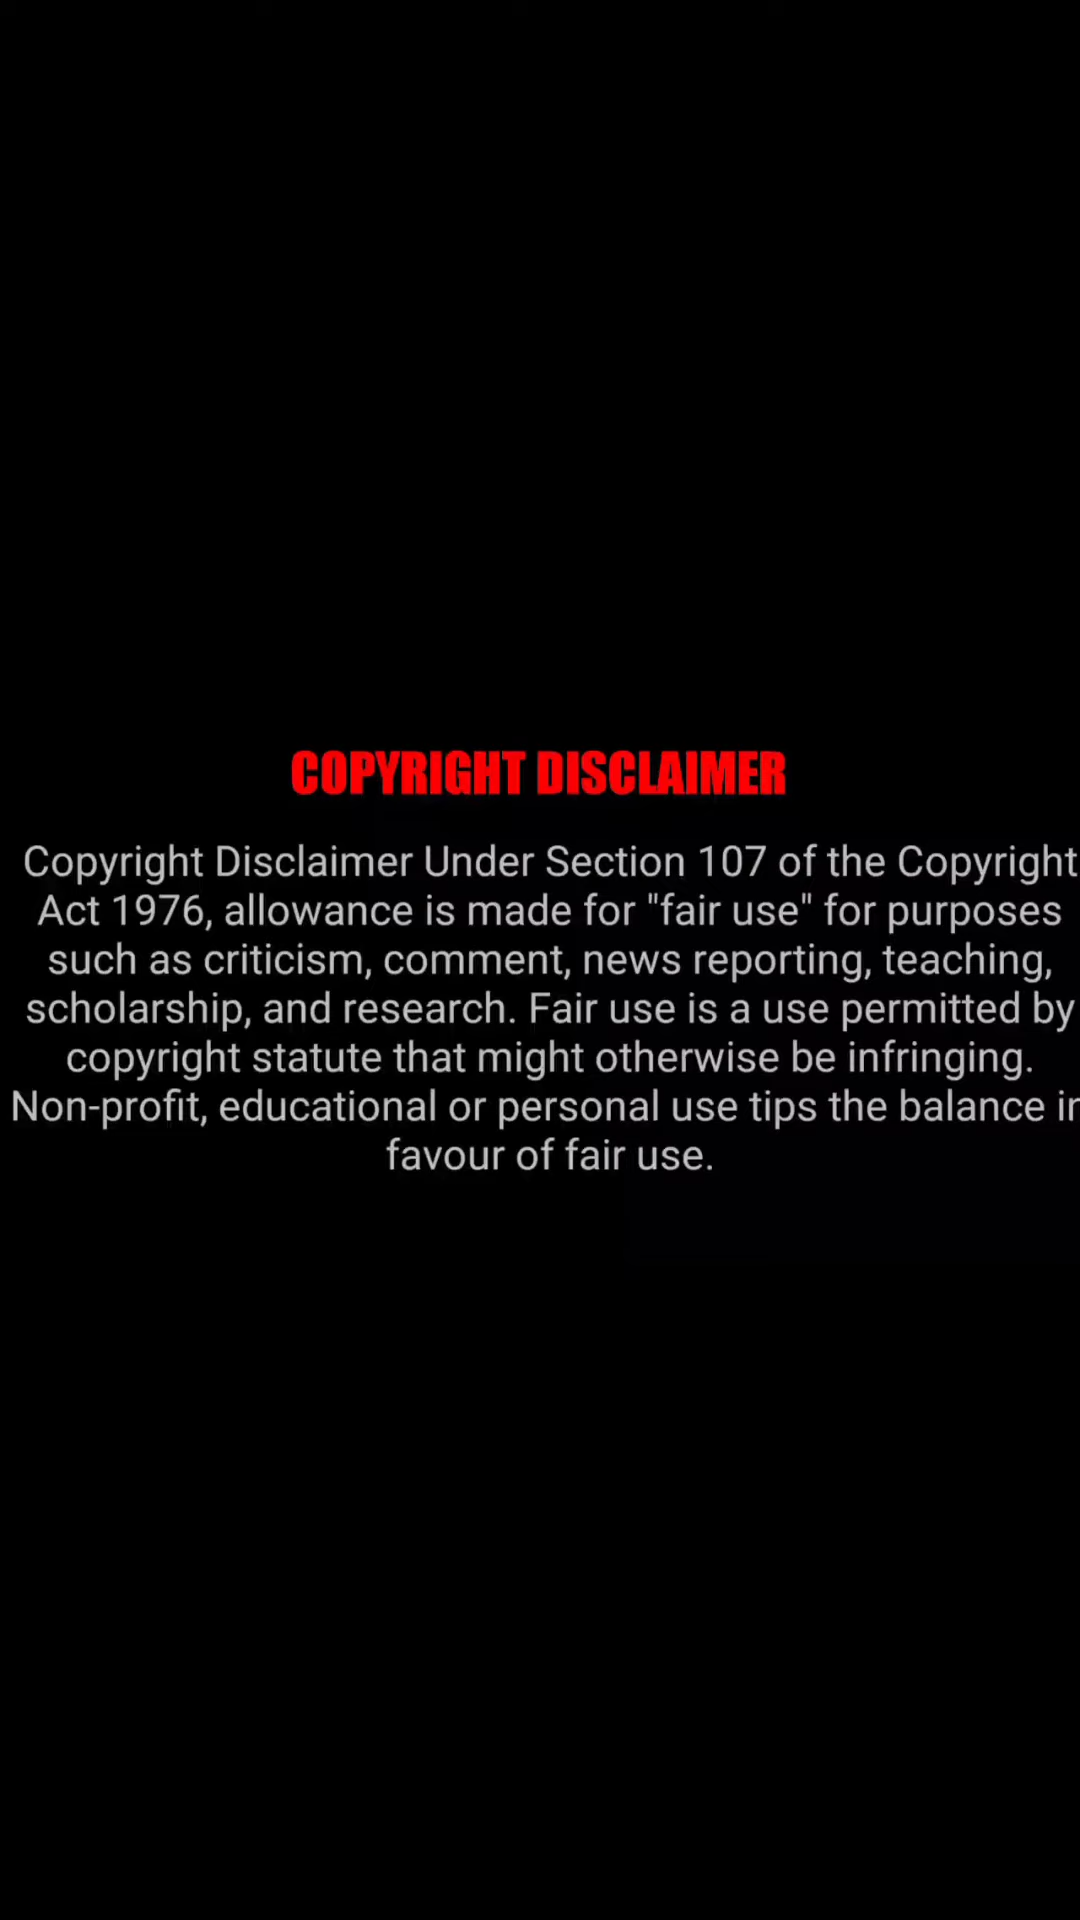 COPYRIGHT DISCLAIMER
Copyright Disclaimer Under Section 107 of the Copyright
Act 1976, allowance is made for "fair use" for purposes
such as criticism, comment, news reporting, teaching,
scholarship, and research. Fair use is a use permitted by
copyright statute that might otherwise be infringing.
Non-profit, educational or personal use tips the balance in
favour of fair use.